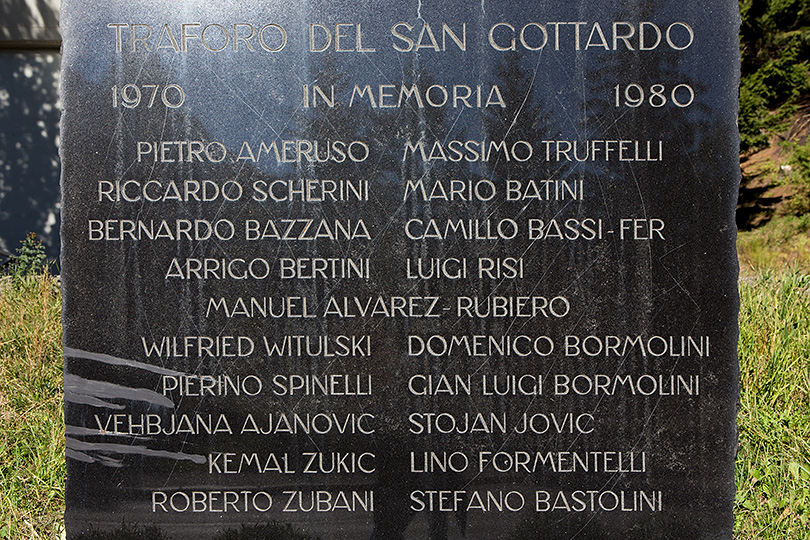 TRAFORO DEL SAN GOTTARDO
1970 IN MEMORIA 1980
PIETRO AMERUSO MASSIMO TRUFFELLI
RICCARDO SCHERINI MARIO BATINI
BERNARDO BAZZANA CAMILLO BASSI-FER
ARRIGO BERTINI LUIGI RISI
MANUEL ALVAREZ-RUBIERO
WILFRIED WITULSKI DOMENICO BORMOLINI
PIERINO SPINELLI GIAN LUIGI BORMOLINI
VEHBJANA AJANOVIC STOJAN JOVIC
KEMAL ZUKIC LINO FORMENTELLI
ROBERTO ZUBANI STEFANO BASTOLINI